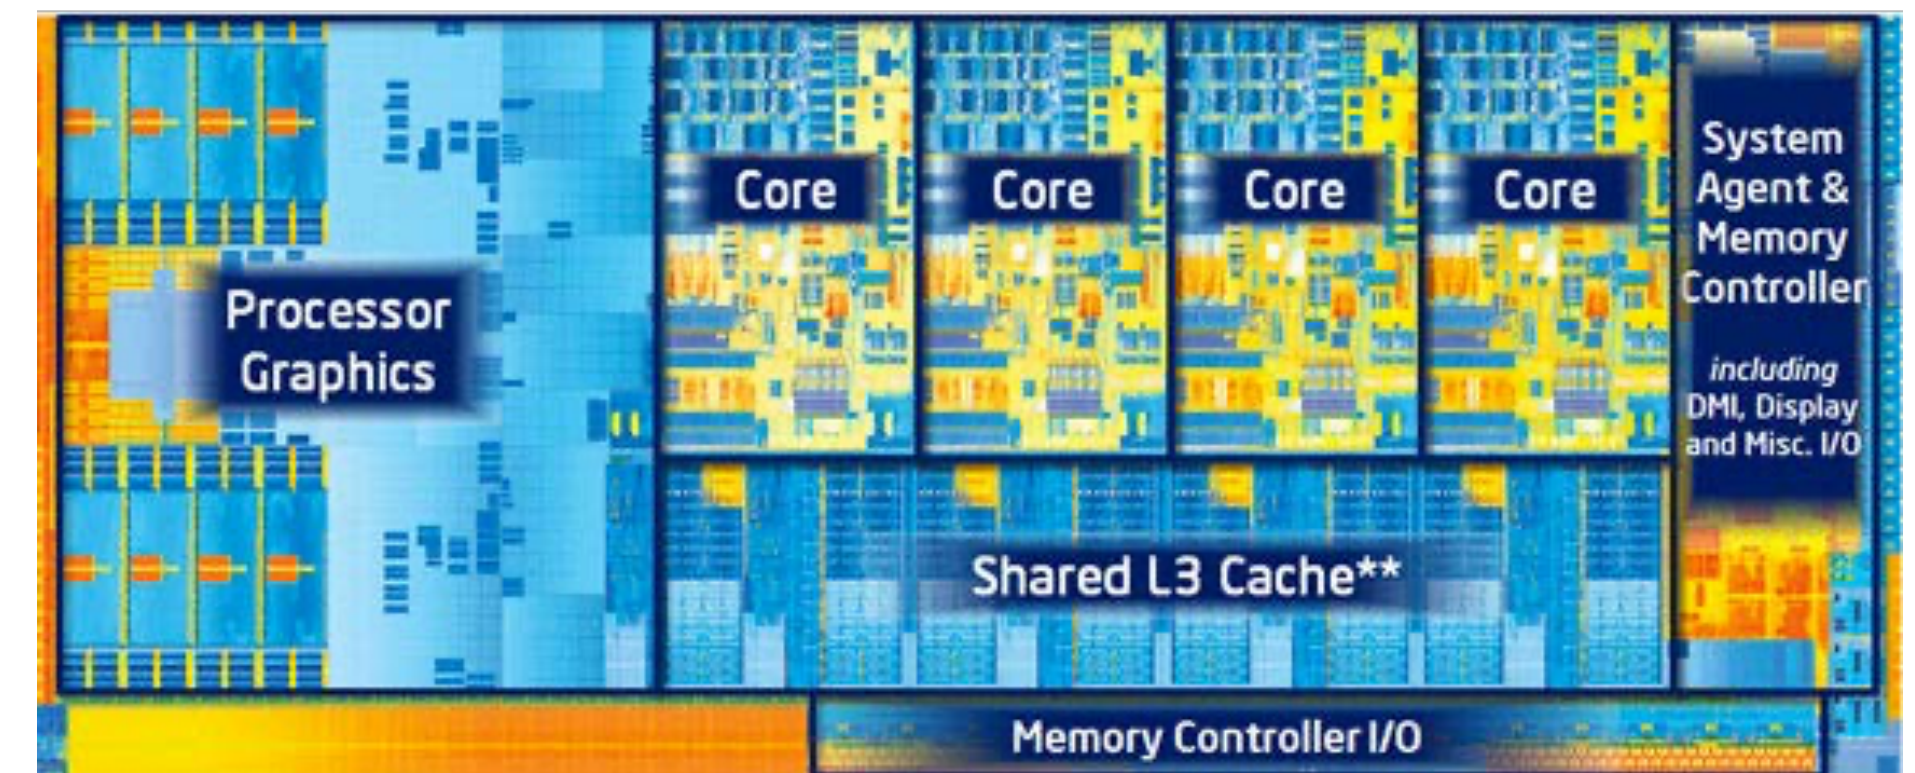 Processor
Graphics
Core
Core
Core
Core
System
Agent &
Memory
Controller
including
DMI, Display
and Misc. I/O
Shared L3 Cache**
Memory Controller I/O